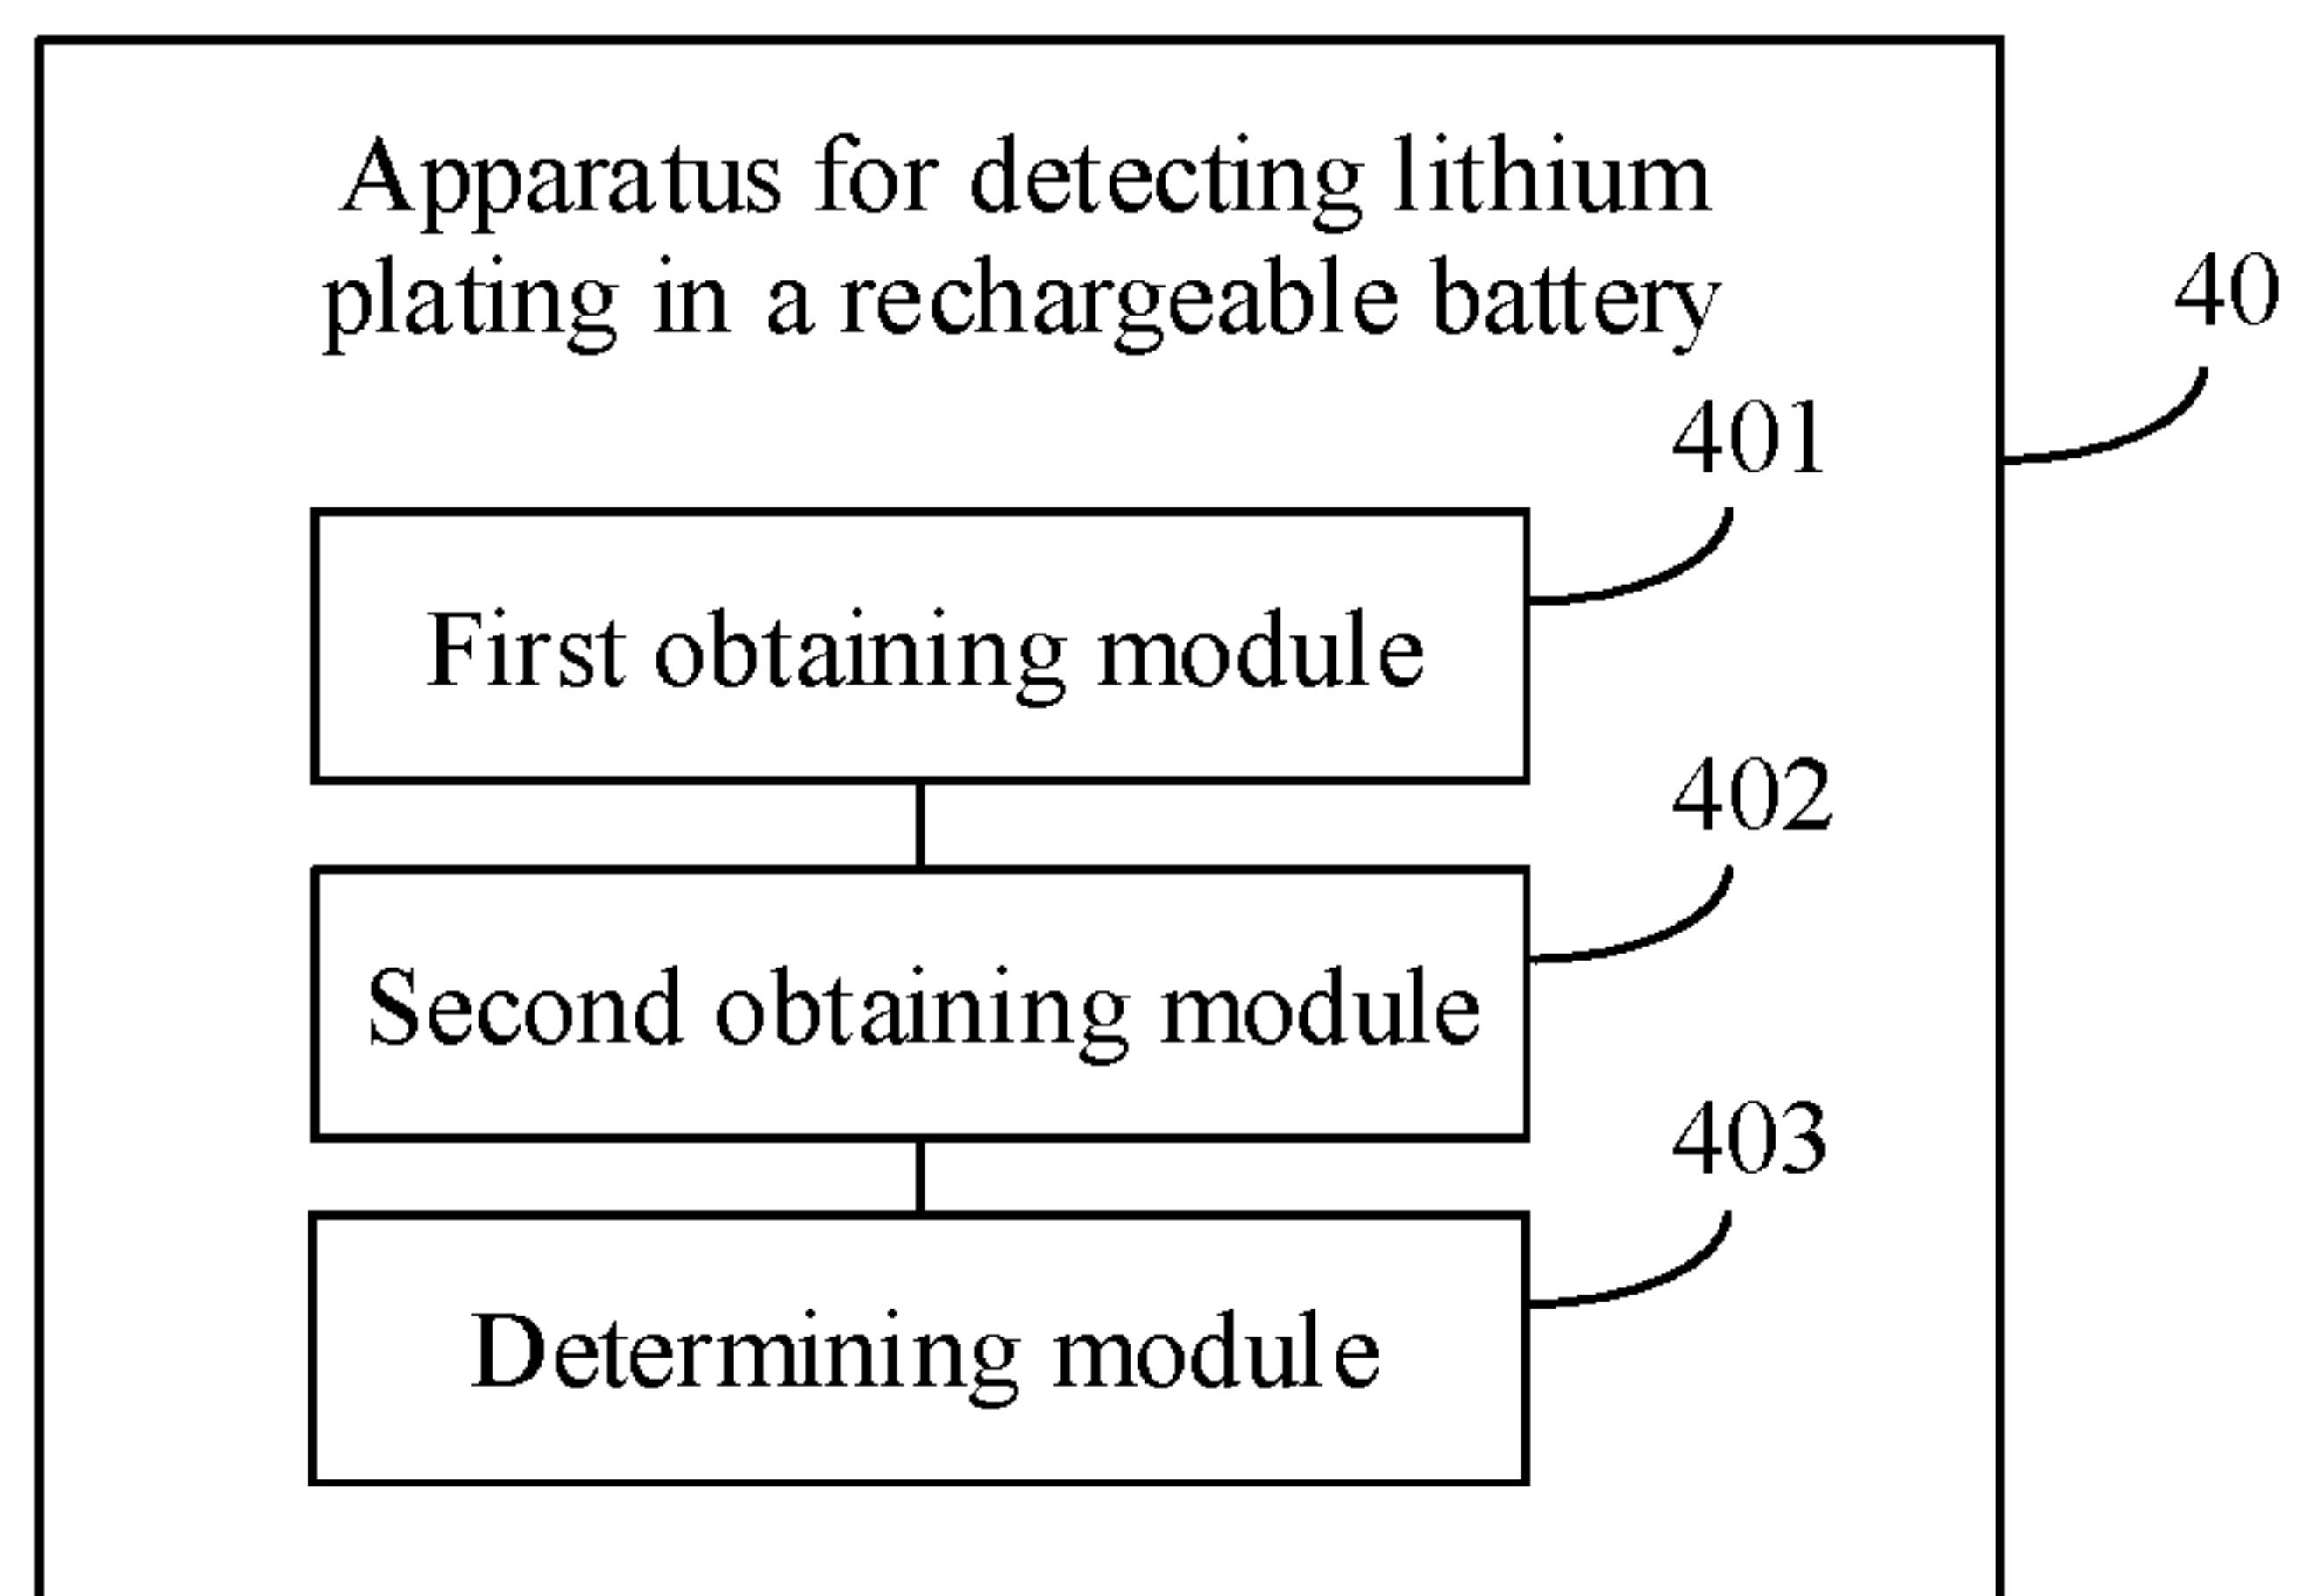 Apparatus for detecting lithium
plating in a rechargeable battery
40
401
First obtaining module
402
Second obtaining module
403
Determining module